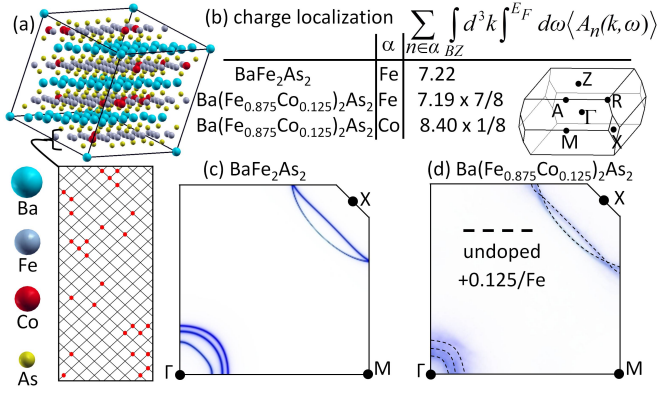 (a)
(b) charge localization ∑ n∈α ∫ BZ d³k ∫ E_F dω⟨A_n(k,ω)⟩
α
BaFe₂As₂ Fe 7.22
Ba(Fe₀.₈₇₅Co₀.₁₂₅)₂As₂ Fe 7.19 x 7/8
Ba(Fe₀.₈₇₅Co₀.₁₂₅)₂As₂ Co 8.40 x 1/8
Z
A
R
Γ
M
X
Ba
Fe
Co
As
(c) BaFe₂As₂
X
Γ
M
(d) Ba(Fe₀.₈₇₅Co₀.₁₂₅)₂As₂
X
undoped
+0.125/Fe
Γ
M